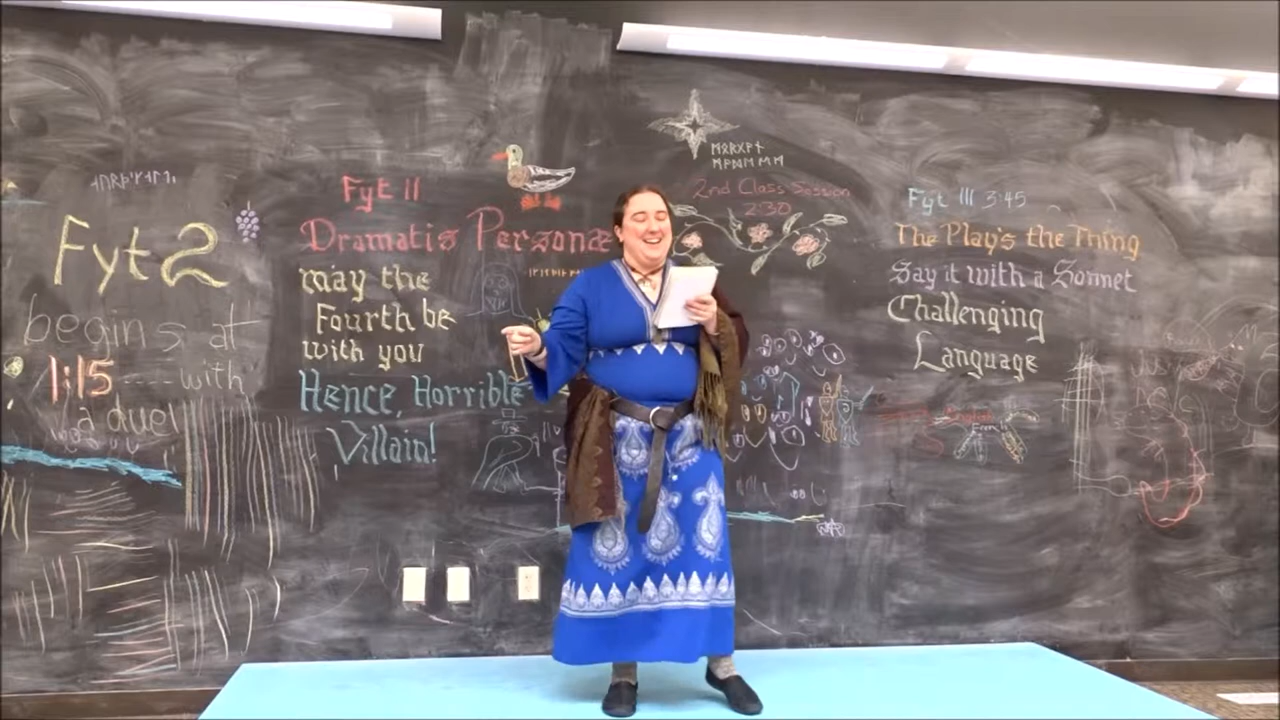 Fyt 2
begins at
1:15 .... with
a duel
Fyt II
Dramatis Personæ
may the
Fourth be
with you
Hence, Horrible
Villain!
2nd Class Session
2:30
Fyt III 3:45
The Play's the Thing
Say it with a Sonnet
Challenging
Language